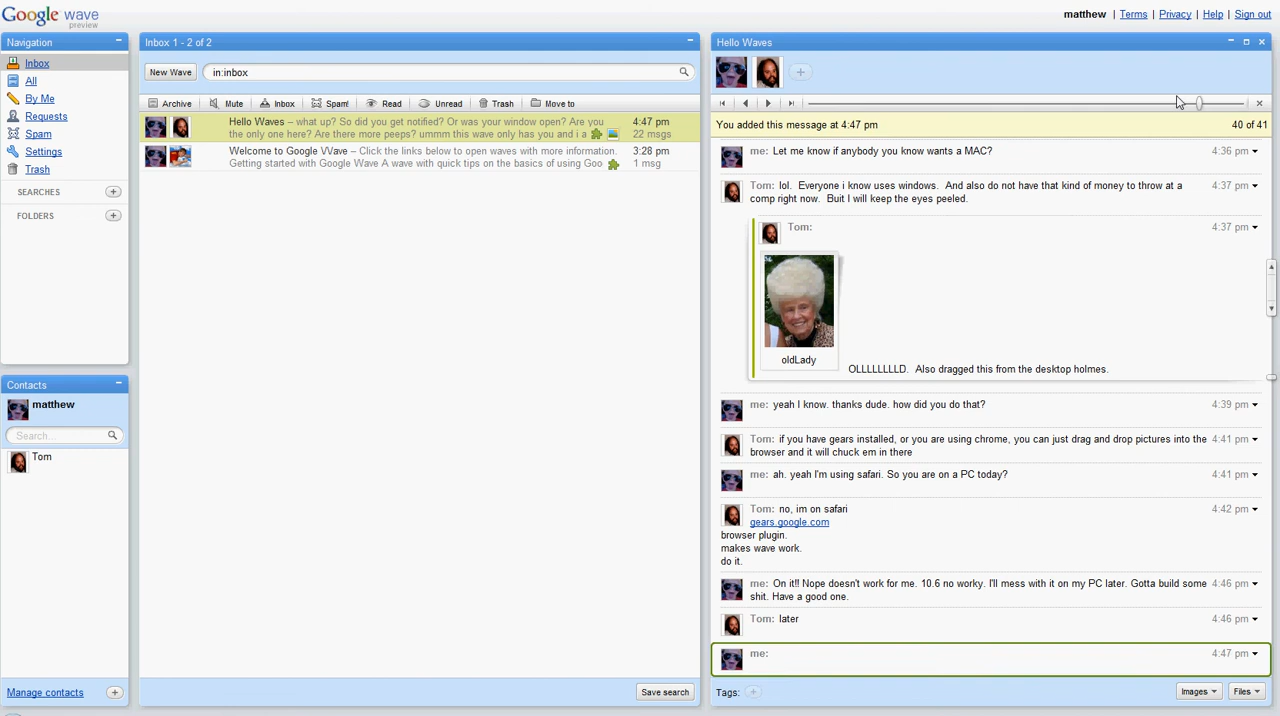 Google wave
preview
matthew | Terms | Privacy | Help | Sign out
Navigation
Inbox
All
By Me
Requests
Spam
Settings
Trash
SEARCHES
FOLDERS
Contacts
matthew
Search...
Tom
Manage contacts
Inbox 1 - 2 of 2
New Wave
in:inbox
Archive Mute Inbox Spam! Read Unread Trash Move to
Hello Waves – what up? So did you get notified? Or was your window open? Are you 4:47 pm
the only one here? Are there more peeps? ummm this wave only has you and i a 22 msgs
Welcome to Google Wave – Click the links below to open waves with more information. 3:28 pm
Getting started with Google Wave A wave with quick tips on the basics of using Goo 1 msg
Save search
Hello Waves
You added this message at 4:47 pm 40 of 41
me: Let me know if anybody you know wants a MAC? 4:36 pm
Tom: lol. Everyone i know uses windows. And also do not have that kind of money to throw at a 4:37 pm
comp right now. Buit I will keep the eyes peeled.
Tom: 4:37 pm
oldLady
OLLLLLLLLD. Also dragged this from the desktop holmes.
me: yeah I know. thanks dude. how did you do that? 4:39 pm
Tom: if you have gears installed, or you are using chrome, you can just drag and drop pictures into the 4:41 pm
browser and it will chuck em in there
me: ah. yeah I'm using safari. So you are on a PC today? 4:41 pm
Tom: no, im on safari 4:42 pm
gears.google.com
browser plugin.
makes wave work.
do it.
me: On it!! Nope doesn't work for me. 10.6 no worky. I'll mess with it on my PC later. Gotta build some 4:46 pm
shit. Have a good one.
Tom: later 4:46 pm
me: 4:47 pm
Tags:
Images Files